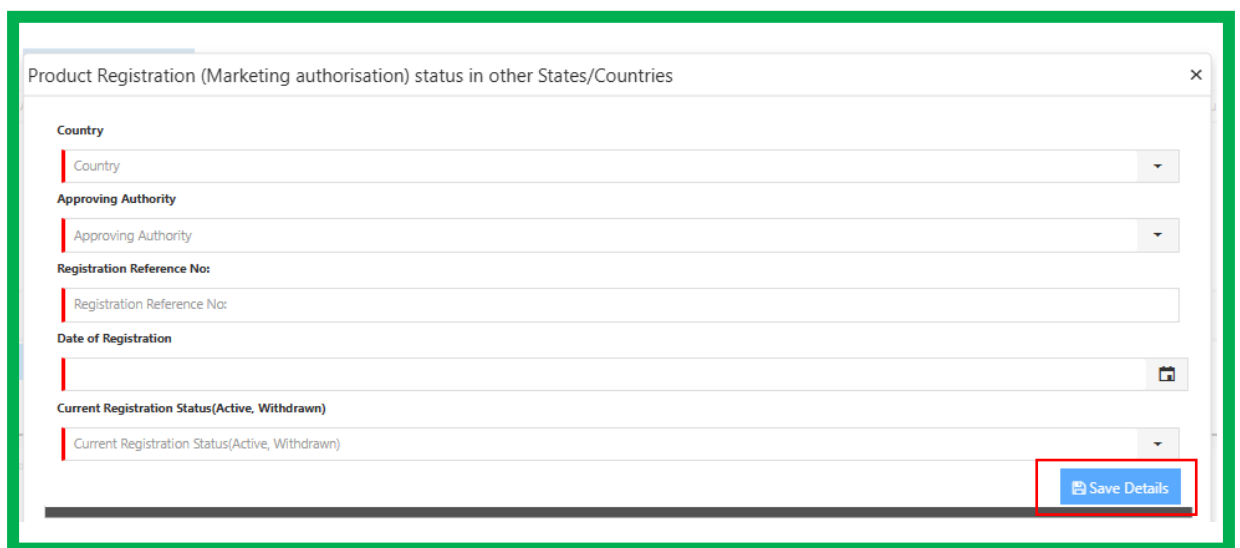 Product Registration (Marketing authorisation) status in other States/Countries
Country
Country
Approving Authority
Approving Authority
Registration Reference No:
Registration Reference No:
Date of Registration
Current Registration Status(Active, Withdrawn)
Current Registration Status(Active, Withdrawn)
Save Details